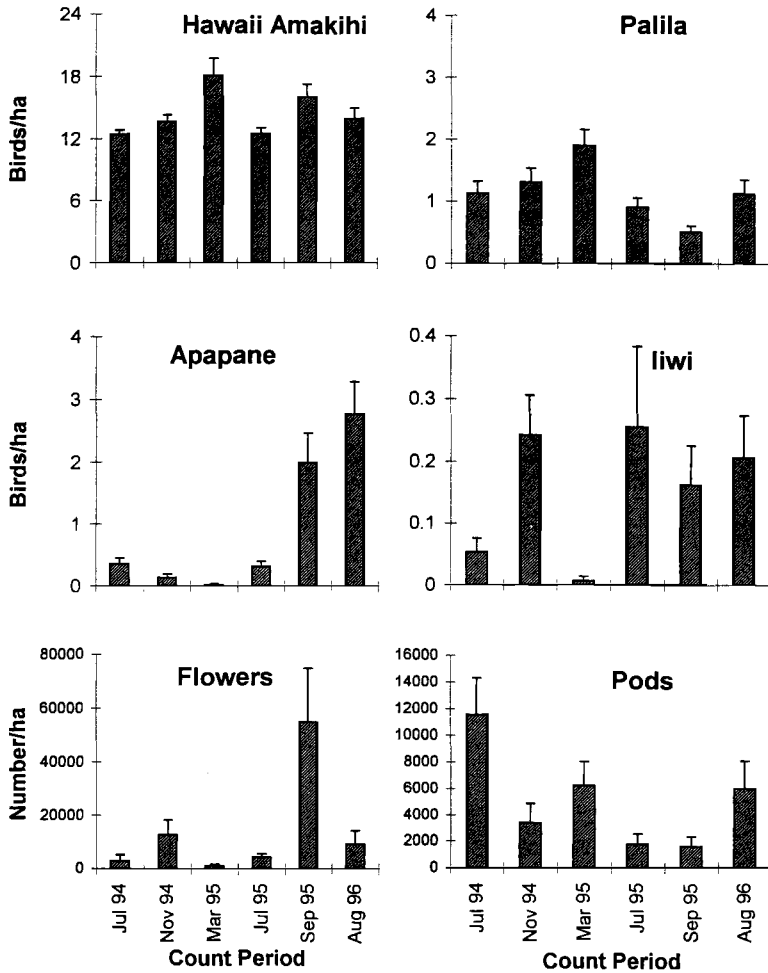 Hawaii Amakihi
Birds/ha
24
18
12
6
0
Palila
4
3
2
1
0
Apapane
Birds/ha
4
3
2
1
0
Iiwi
0.4
0.3
0.2
0.1
0
Flowers
Number/ha
80000
60000
40000
20000
0
Jul 94
Nov 94
Mar 95
Jul 95
Sep 95
Aug 96
Count Period
Pods
16000
14000
12000
10000
8000
6000
4000
2000
0
Jul 94
Nov 94
Mar 95
Jul 95
Sep 95
Aug 96
Count Period